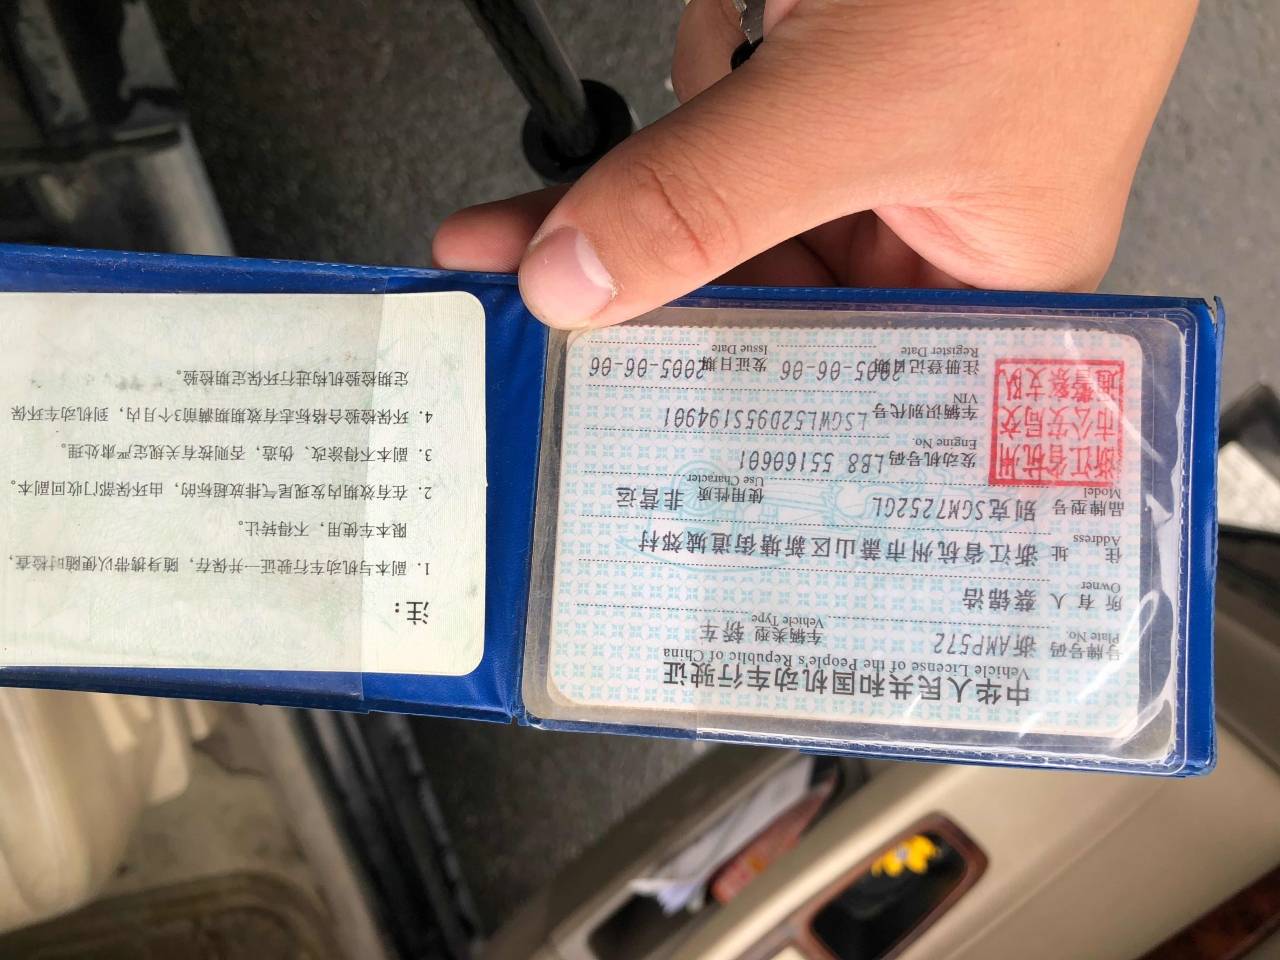 中华人民共和国机动车行驶证
Vehicle License of the People's Republic of China
号牌号码 浙AMP572 车辆类型 轿车
Plate No. Vehicle Type
所有人 蔡锦浩
Owner
住址 浙江省杭州市萧山区新塘街道城郊村
Address
品牌型号 别克SGM7252GL 使用性质 非营运
Model Use Character
发动机号码 LB8 55160601
Engine No.
车辆识别代号 LSGWL52D95S194901
VIN
注册登记日期 2005-06-06 发证日期 2005-06-06
Register Date Issue Date
浙江省杭州
市公安局交
通警察支队
注：
1. 副本与机动车行驶证一并保存，随身携带以便随时检查，
限本车使用，不得转让。
2. 在有效期内发现尾气排放超标的，由环保部门收回副本。
3. 副本不得涂改、伪造，否则按有关规定严肃处理。
4. 环保检验合格标志有效期期满前3个月内，到机动车环保
定期检验机构进行环保定期检验。